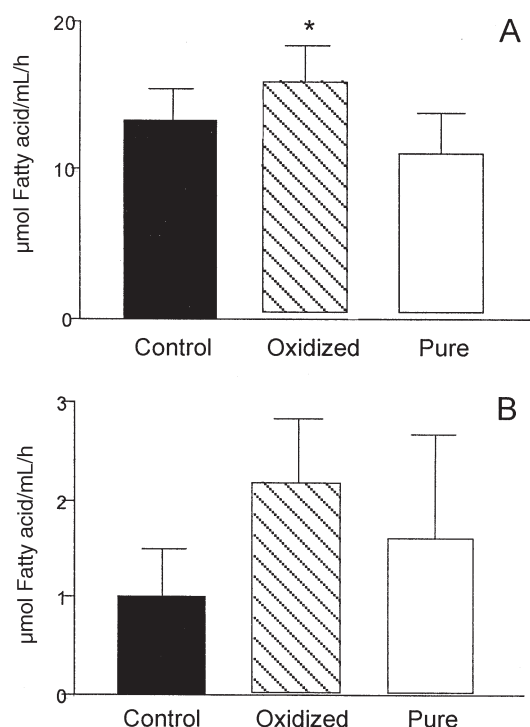 20
A
*
10
µmol Fatty acid/mL/h
0
Control Oxidized Pure
3
B
2
1
µmol Fatty acid/mL/h
0
Control Oxidized Pure